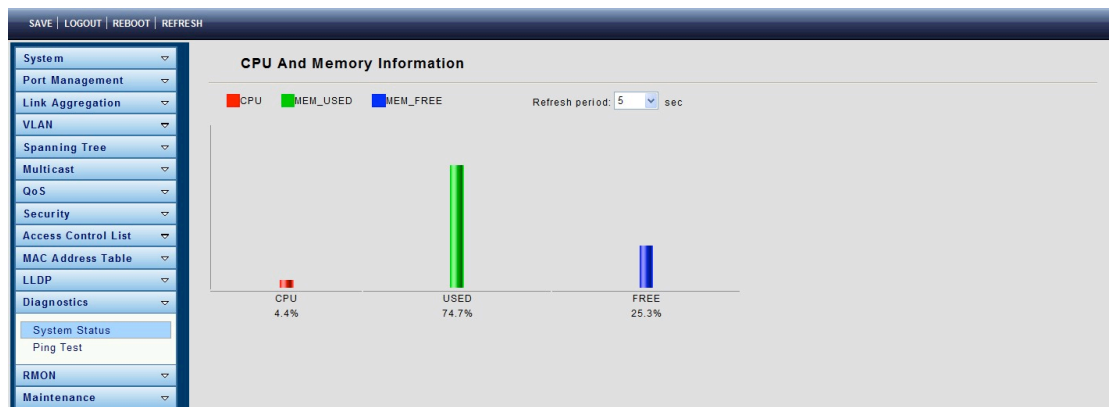 SAVE | LOGOUT | REBOOT | REFRESH
System
Port Management
Link Aggregation
VLAN
Spanning Tree
Multicast
QoS
Security
Access Control List
MAC Address Table
LLDP
Diagnostics
System Status
Ping Test
RMON
Maintenance
CPU And Memory Information
CPU MEM_USED MEM_FREE Refresh period: 5 sec
CPU USED FREE
4.4% 74.7% 25.3%